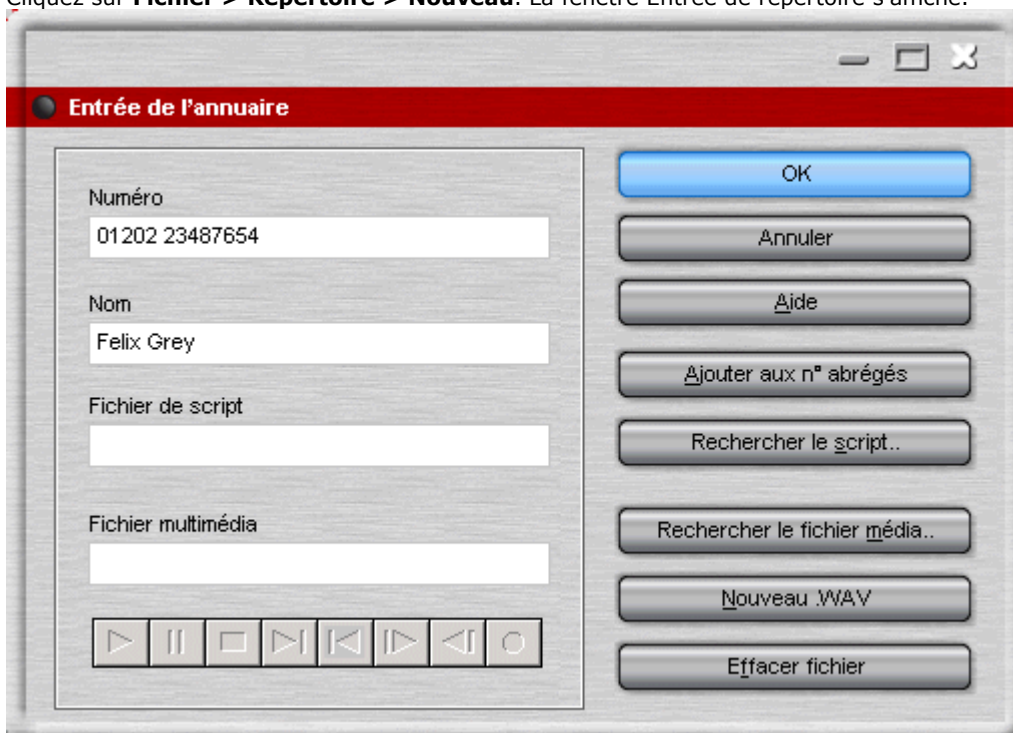 Cliquez sur Fichier > Répertoire > Nouveau. La fenêtre Entrée de répertoire s'affiche.
Entrée de l'annuaire
Numéro
01202 23487654
Nom
Felix Grey
Fichier de script
Fichier multimédia
OK
Annuler
Aide
Ajouter aux n° abrégés
Rechercher le script..
Rechercher le fichier média..
Nouveau .WAV
Effacer fichier